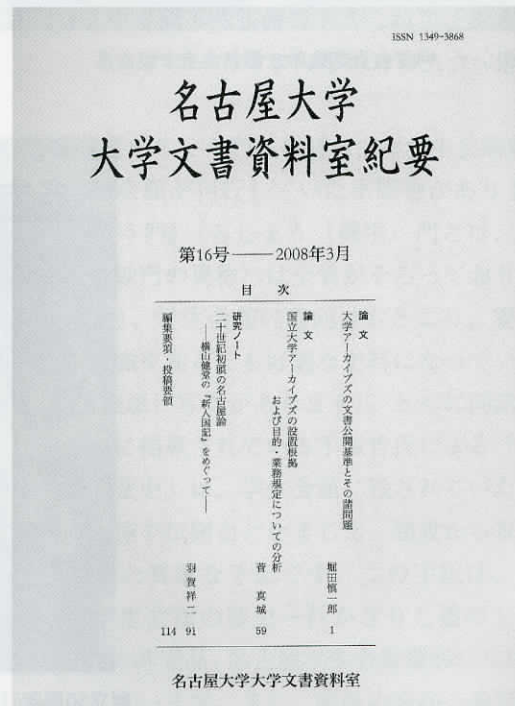 ISSN 1349-3868
名古屋大学
大学文書資料室紀要
第16号――2008年3月
目 次
論 文
大学アーカイブズの文書公開基準とその諸問題 堀田慎一郎 1
論 文
国立大学アーカイブズの設置根拠
および目的・業務規定についての分析 菅 真城 59
研究ノート
二十世紀初頭の名古屋論
――横山健堂の『新人国記』をめぐって―― 羽賀祥二 91
編集要項・投稿要領 114
名古屋大学大学文書資料室